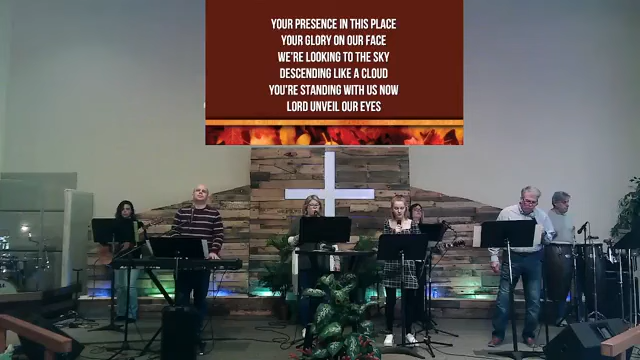 YOUR PRESENCE IN THIS PLACE
YOUR GLORY ON OUR FACE
WE'RE LOOKING TO THE SKY
DESCENDING LIKE A CLOUD
YOU'RE STANDING WITH US NOW
LORD UNVEIL OUR EYES